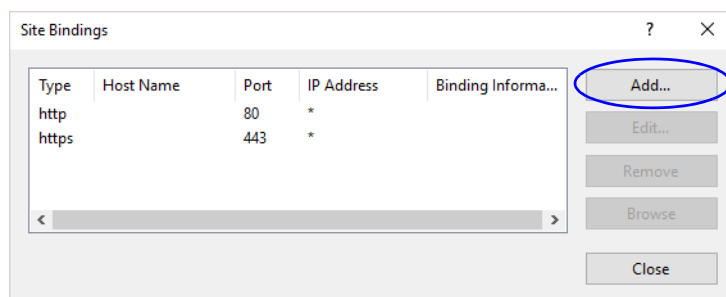 Site Bindings ?
Type Host Name Port IP Address Binding Informa... Add...
http 80 *
https 443 *
Edit...
Remove
Browse
Close